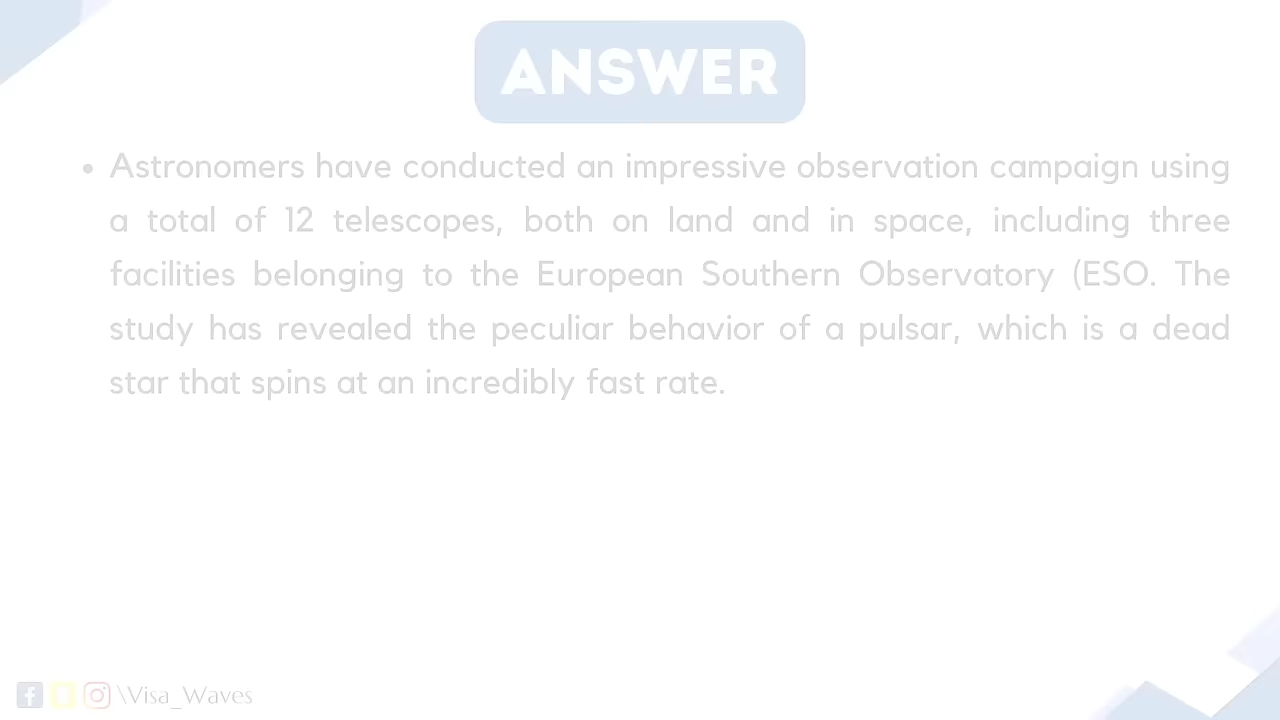 ANSWER
• Astronomers have conducted an impressive observation campaign using
a total of 12 telescopes, both on land and in space, including three
facilities belonging to the European Southern Observatory (ESO. The
study has revealed the peculiar behavior of a pulsar, which is a dead
star that spins at an incredibly fast rate.
\Visa_Waves